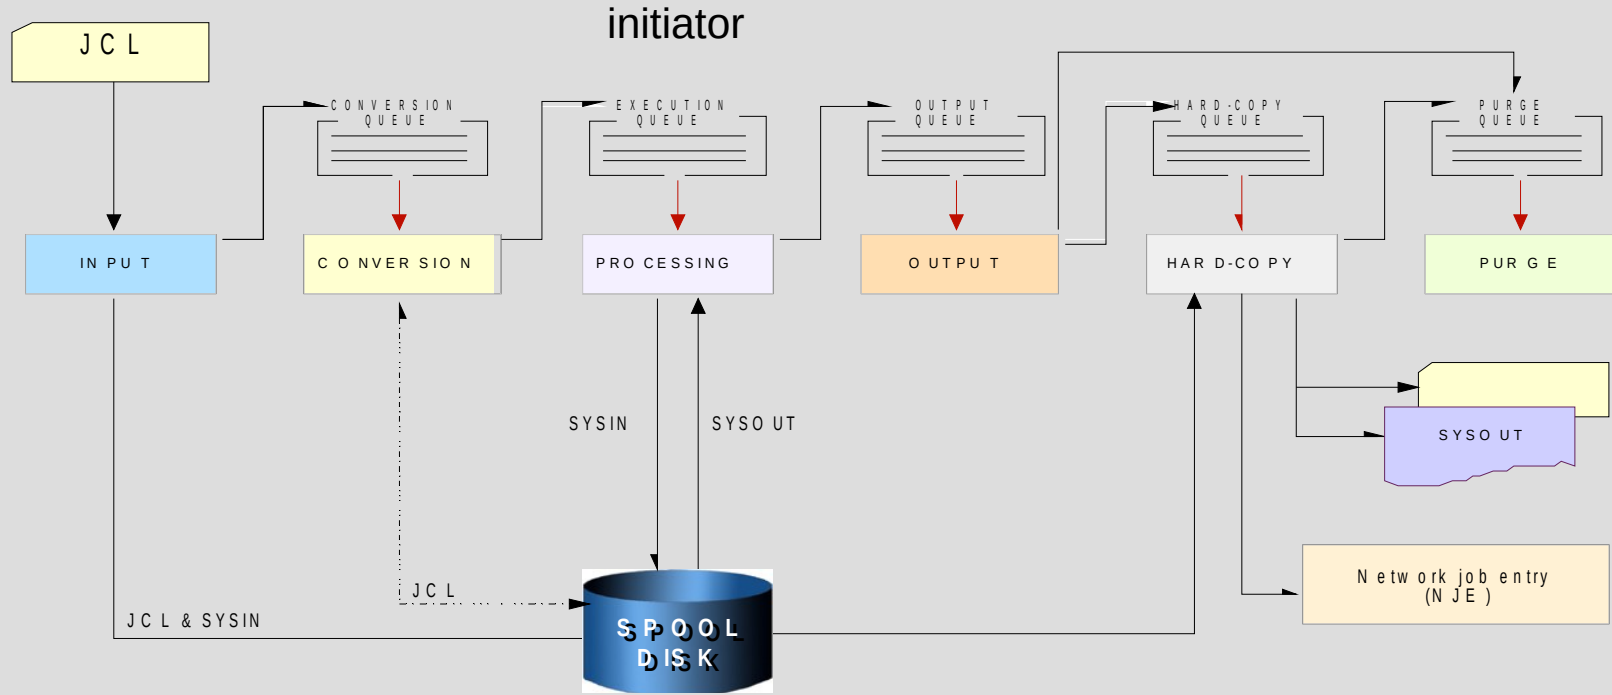 initiator
JCL
CONVERSION
QUEUE
EXECUTION
QUEUE
OUTPUT
QUEUE
HARD-COPY
QUEUE
PURGE
QUEUE
INPUT
CONVERSION
PROCESSING
OUTPUT
HARD-COPY
PURGE
SYSIN
SYSOUT
SYSOUT
JCL
JCL & SYSIN
SPOOL
DISK
Network job entry
(NJE)